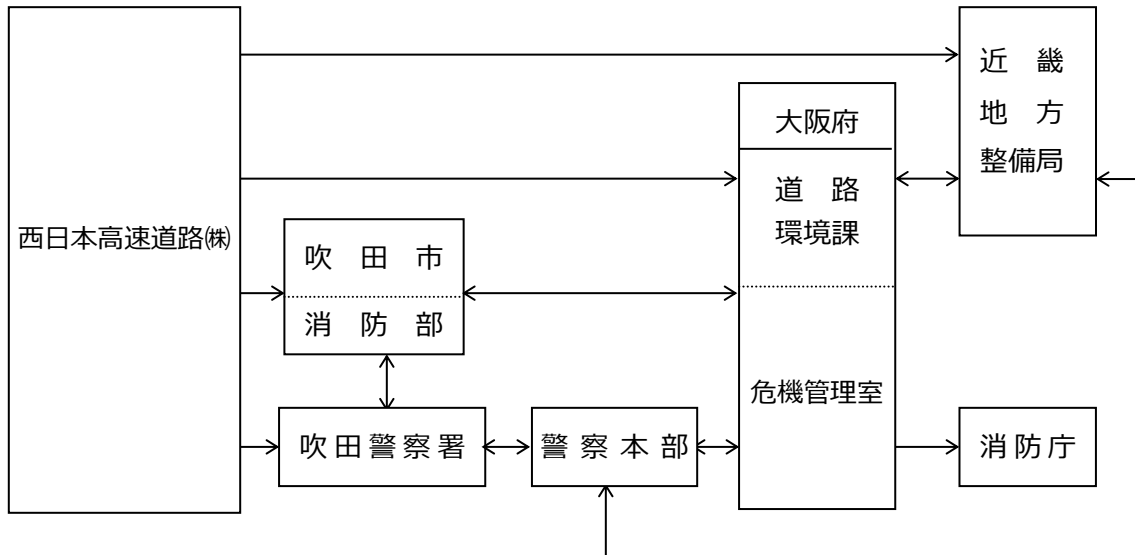 西日本高速道路㈱
近 畿
地 方
整備局
大阪府
道 路
環境課
吹 田 市
消 防 部
危機管理室
吹田警察署
警察本部
消防庁